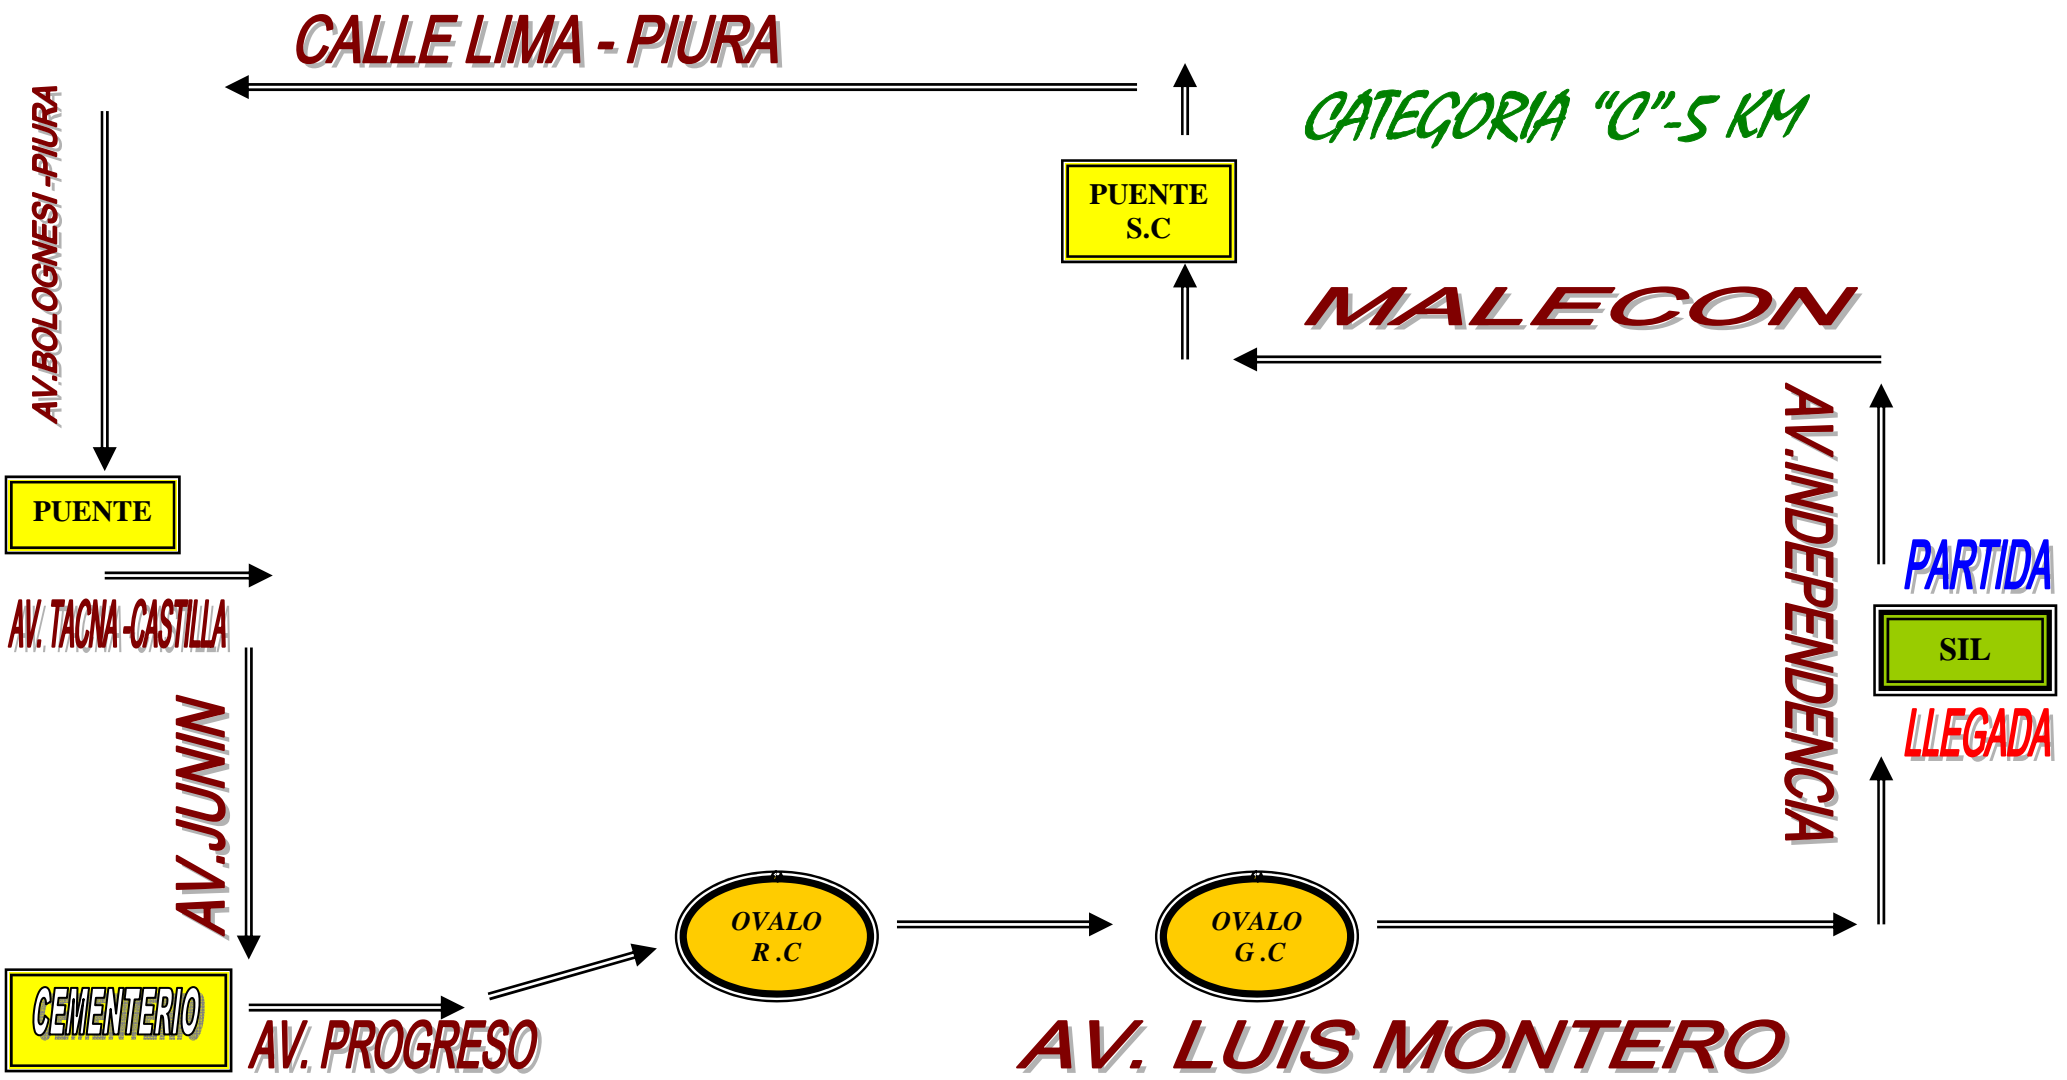 CALLE LIMA - PIURA
CATEGORIA “C”-5 KM
AV.BOLOGNESI -PIURA
PUENTE
S.C
MALECON
AV.INDEPENDENCIA
PUENTE
PARTIDA
AV. TACNA -CASTILLA
SIL
LLEGADA
AV.JUNIN
OVALO
R .C
OVALO
G .C
CEMENTERIO
AV. PROGRESO
AV. LUIS MONTERO